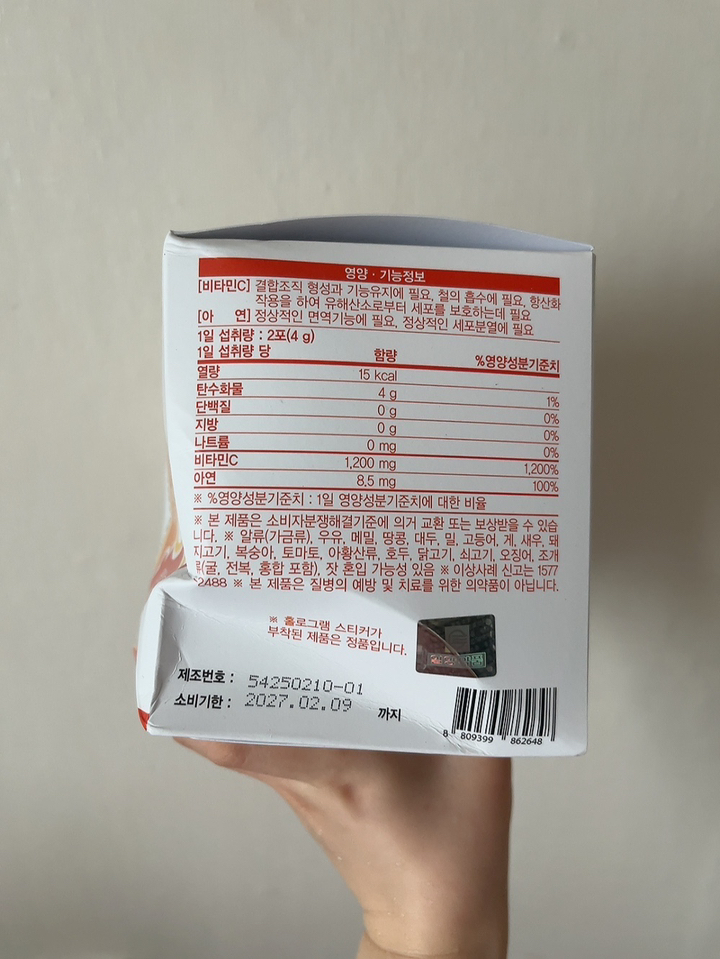 영양 · 기능정보
[비타민C] 결합조직 형성과 기능유지에 필요, 철의 흡수에 필요, 항산화
작용을 하여 유해산소로부터 세포를 보호하는데 필요
[아 연] 정상적인 면역기능에 필요, 정상적인 세포분열에 필요
1일 섭취량 : 2포(4 g)
1일 섭취량 당 함량 %영양성분기준치
열량 15 kcal
탄수화물 4 g 1%
단백질 0 g 0%
지방 0 g 0%
나트륨 0 mg 0%
비타민C 1,200 mg 1,200%
아연 8.5 mg 100%
※ %영양성분기준치 : 1일 영양성분기준치에 대한 비율
※ 본 제품은 소비자분쟁해결기준에 의거 교환 또는 보상받을 수 있습
니다. ※ 알류(가금류), 우유, 메밀, 땅콩, 대두, 밀, 고등어, 게, 새우, 돼
지고기, 복숭아, 토마토, 아황산류, 호두, 닭고기, 쇠고기, 오징어, 조개
류(굴, 전복, 홍합 포함), 잣 혼입 가능성 있음 ※ 이상사례 신고는 1577
2488 ※ 본 제품은 질병의 예방 및 치료를 위한 의약품이 아닙니다.
※ 홀로그램 스티커가
부착된 제품은 정품입니다.
제조번호 : 54250210-01
소비기한 : 2027.02.09 까지
8 809399 862648